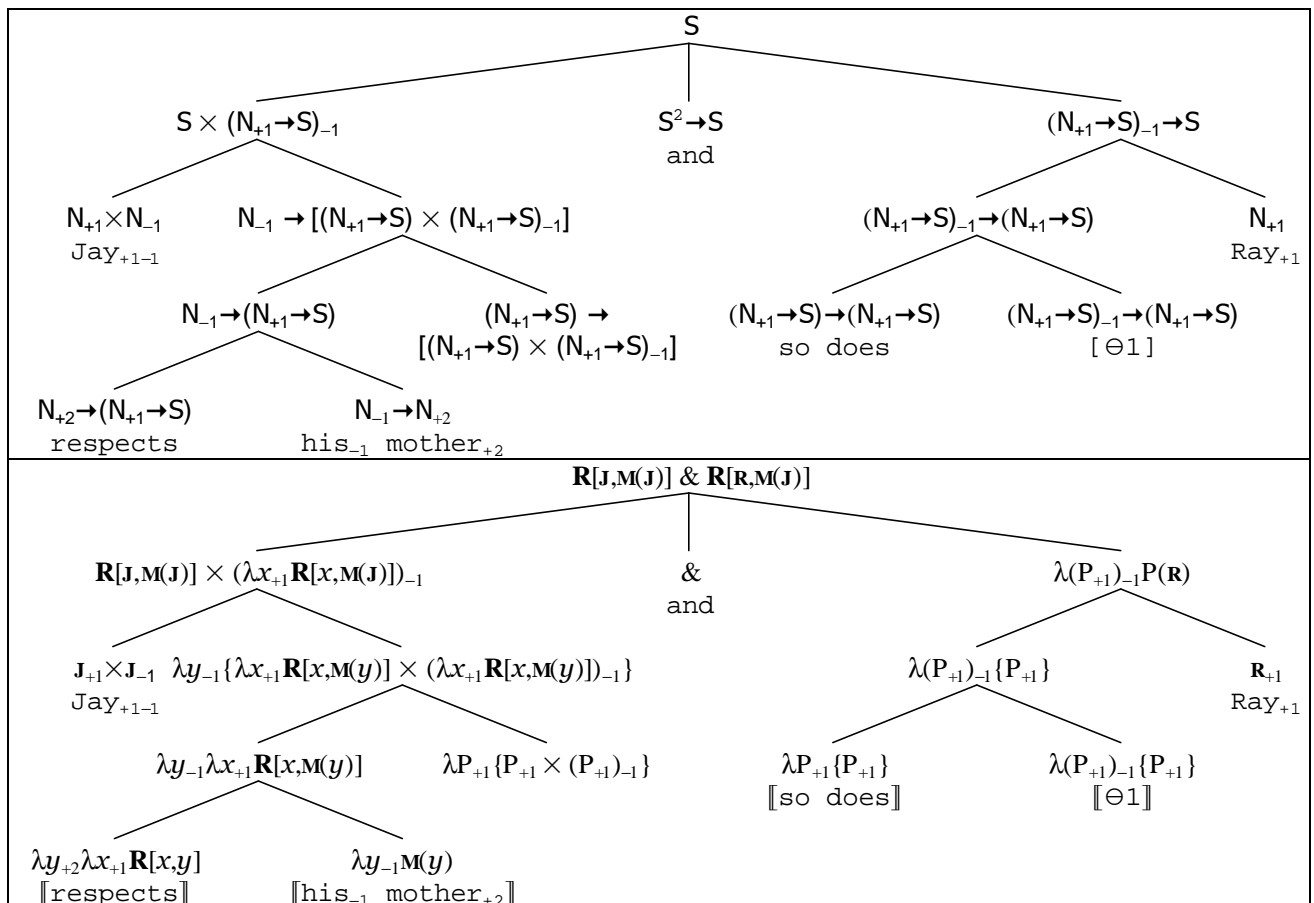 S
S × (N₊₁→S)₋₁ S²→S (N₊₁→S)₋₁→S
and
N₊₁×N₋₁ N₋₁ → [(N₊₁→S) × (N₊₁→S)₋₁] (N₊₁→S)₋₁→(N₊₁→S) N₊₁
Jay₊₁₋₁ Ray₊₁
N₋₁→(N₊₁→S) (N₊₁→S) → (N₊₁→S)→(N₊₁→S) (N₊₁→S)₋₁→(N₊₁→S)
[(N₊₁→S) × (N₊₁→S)₋₁] so does [⊖1]
N₊₂→(N₊₁→S) N₋₁→N₊₂
respects his₋₁ mother₊₂
R[J,M(J)] & R[R,M(J)]
R[J,M(J)] × (λx₊₁R[x,M(J)])₋₁ & λ(P₊₁)₋₁P(R)
and
J₊₁×J₋₁ λy₋₁{λx₊₁R[x,M(y)] × (λx₊₁R[x,M(y)])₋₁} λ(P₊₁)₋₁{P₊₁} R₊₁
Jay₊₁₋₁ Ray₊₁
λy₋₁λx₊₁R[x,M(y)] λP₊₁{P₊₁ × (P₊₁)₋₁} λP₊₁{P₊₁} λ(P₊₁)₋₁{P₊₁}
⟦so does⟧ ⟦⊖1⟧
λy₊₂λx₊₁R[x,y] λy₋₁M(y)
⟦respects⟧ ⟦his₋₁ mother₊₂⟧